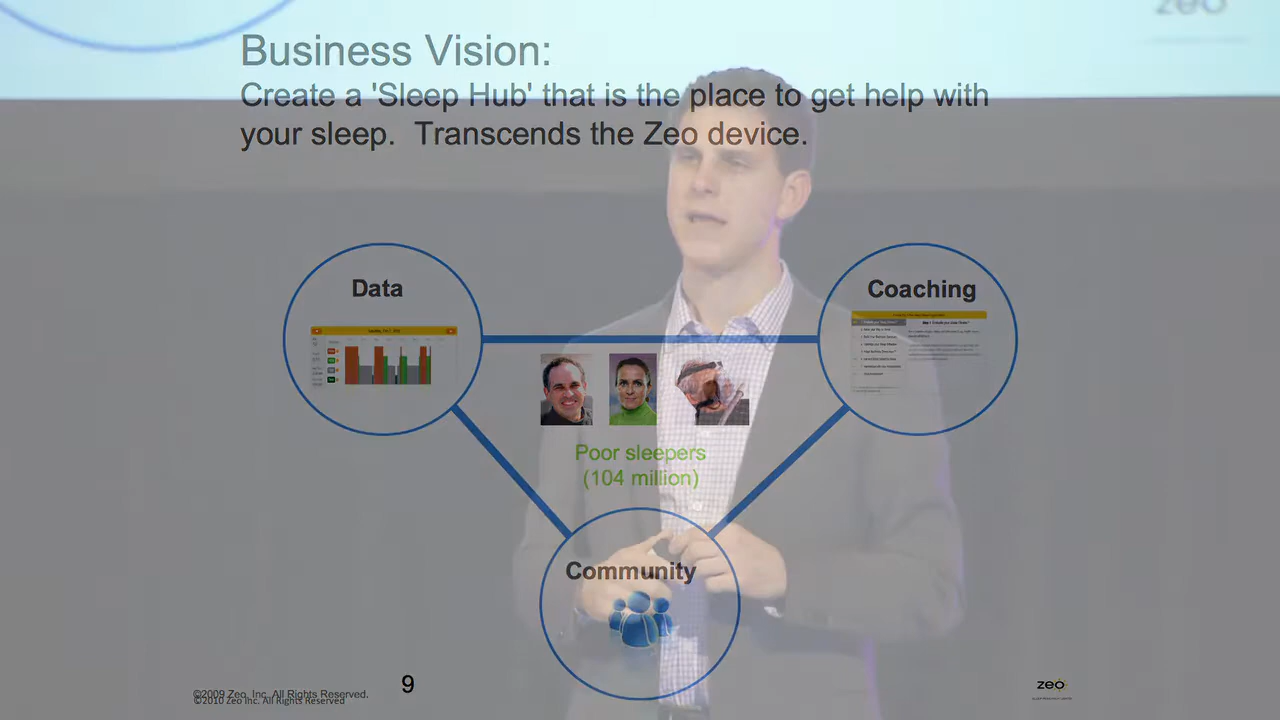 zeo
Business Vision:
Create a 'Sleep Hub' that is the place to get help with
your sleep. Transcends the Zeo device.
Data
Coaching
Poor sleepers
(104 million)
Community
9
©2009 Zeo, Inc. All Rights Reserved.
©2010 Zeo Inc. All Rights Reserved
zeo